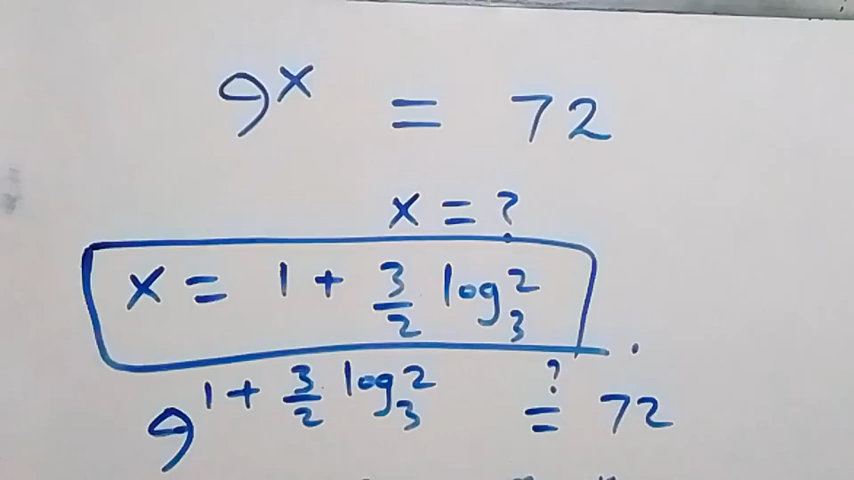 9^x = 72
x = ?
x = 1 + 3/2 log_3 2
9^(1 + 3/2 log_3 2) ?= 72